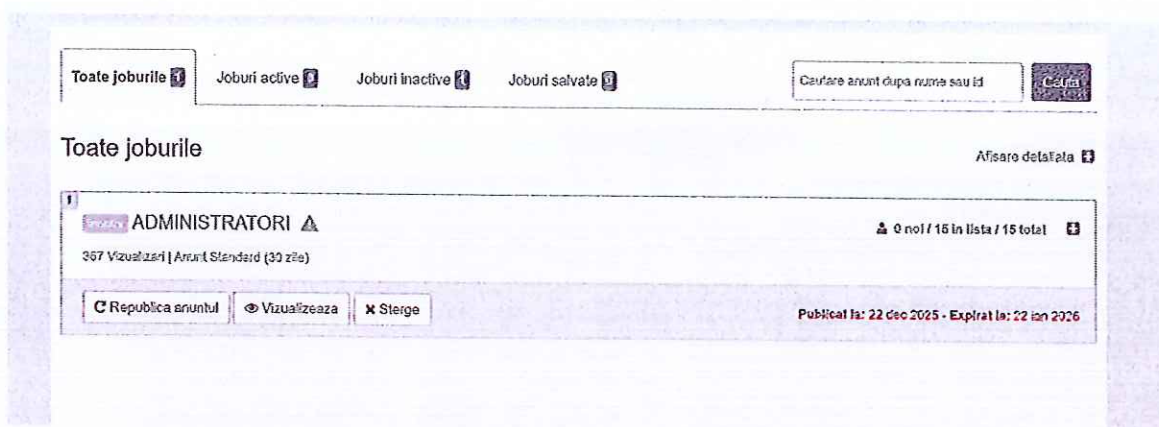 Toate joburile 1 Joburi active Joburi inactive Joburi salvate Cautare anunt dupa nume sau id Cauta
Toate joburile
Afisare detaliata
1
ADMINISTRATORI
0 noi / 15 in lista / 15 total
367 Vizualizari | Anunt Standard (30 zile)
Republica anuntul Vizualizeaza Sterge
Publicat la: 22 dec 2025 - Expirat la: 22 ian 2026